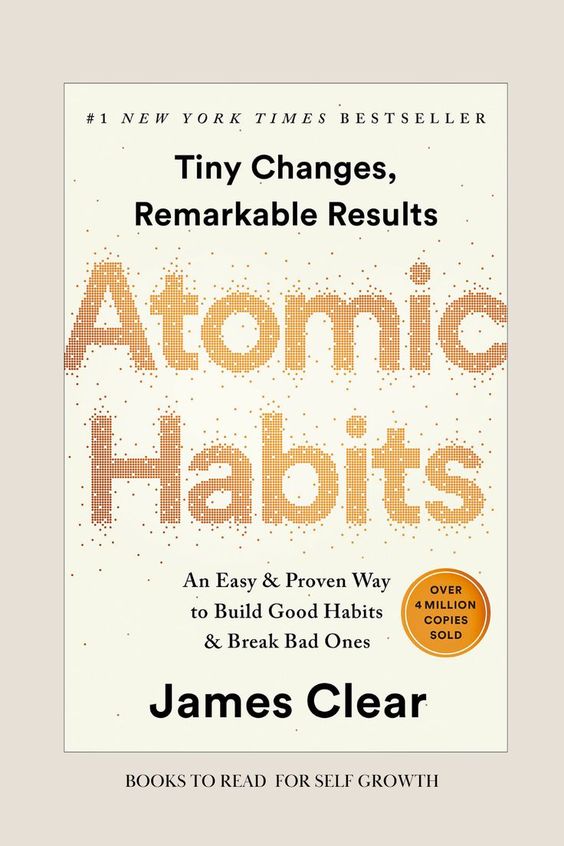 #1 NEW YORK TIMES BESTSELLER
Tiny Changes,
Remarkable Results
Atomic
Habits
An Easy & Proven Way
to Build Good Habits
& Break Bad Ones
OVER
4 MILLION
COPIES
SOLD
James Clear
BOOKS TO READ FOR SELF GROWTH